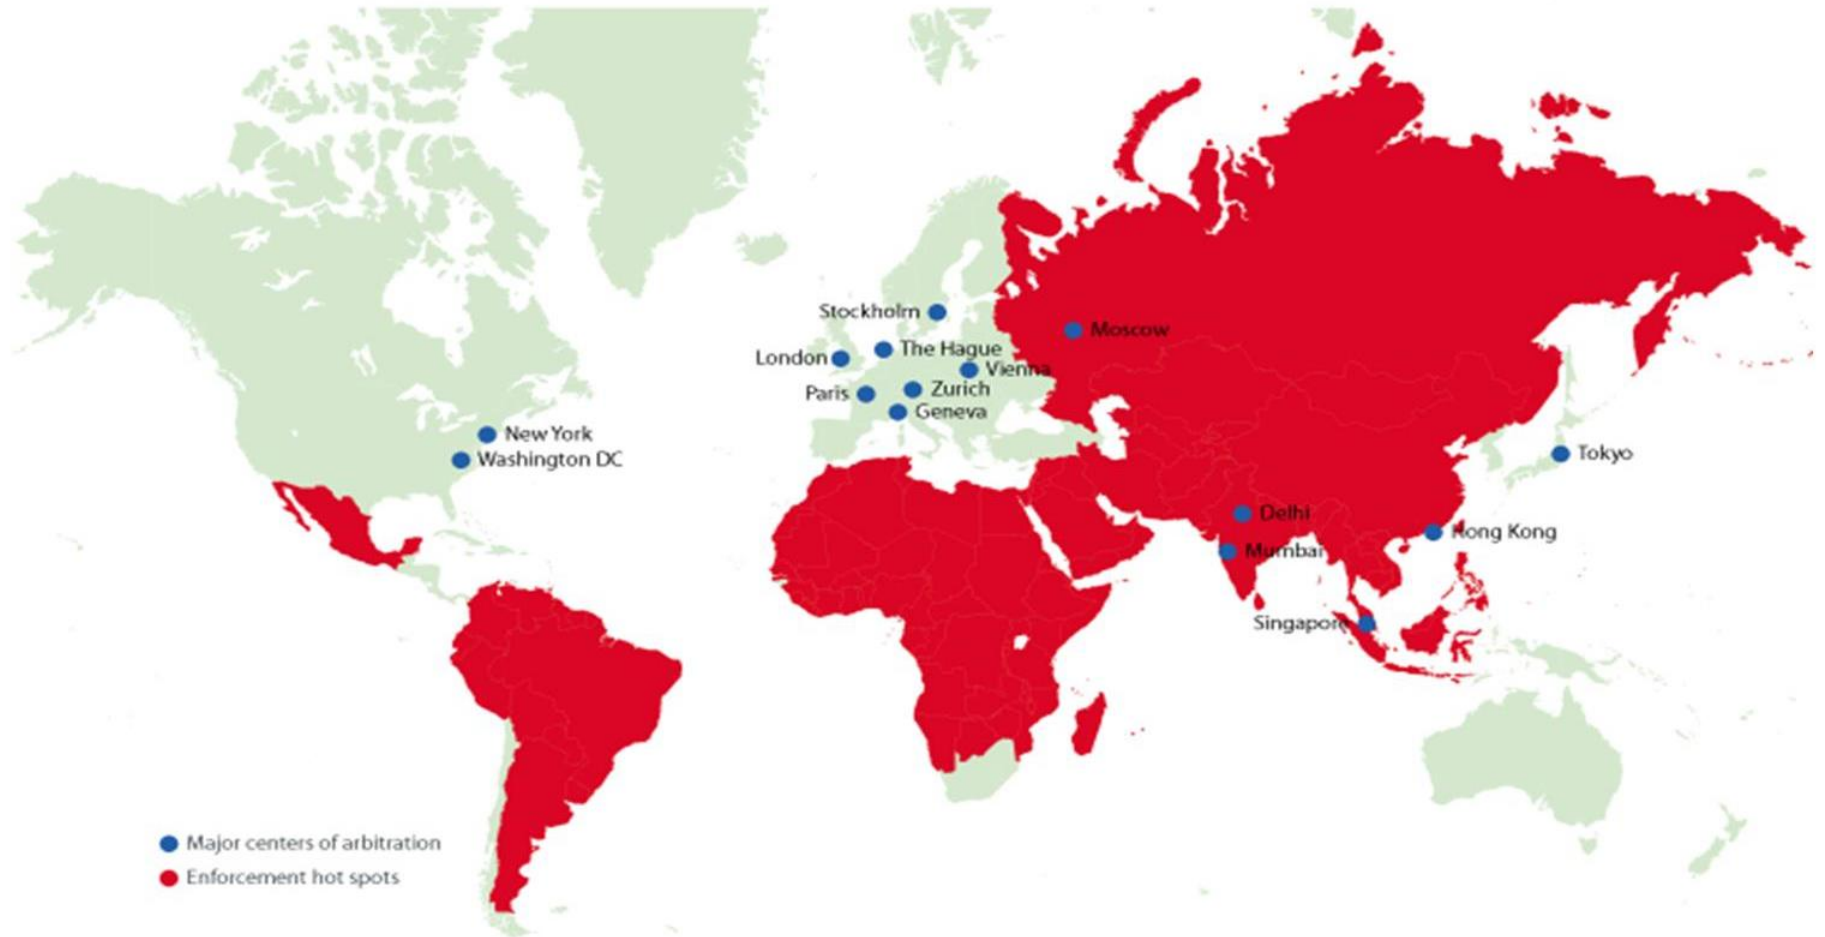 Stockholm
Moscow
London
The Hague
Vienna
Paris
Zurich
Geneva
New York
Washington DC
Tokyo
Delhi
Hong Kong
Mumbai
Singapore
Major centers of arbitration
Enforcement hot spots